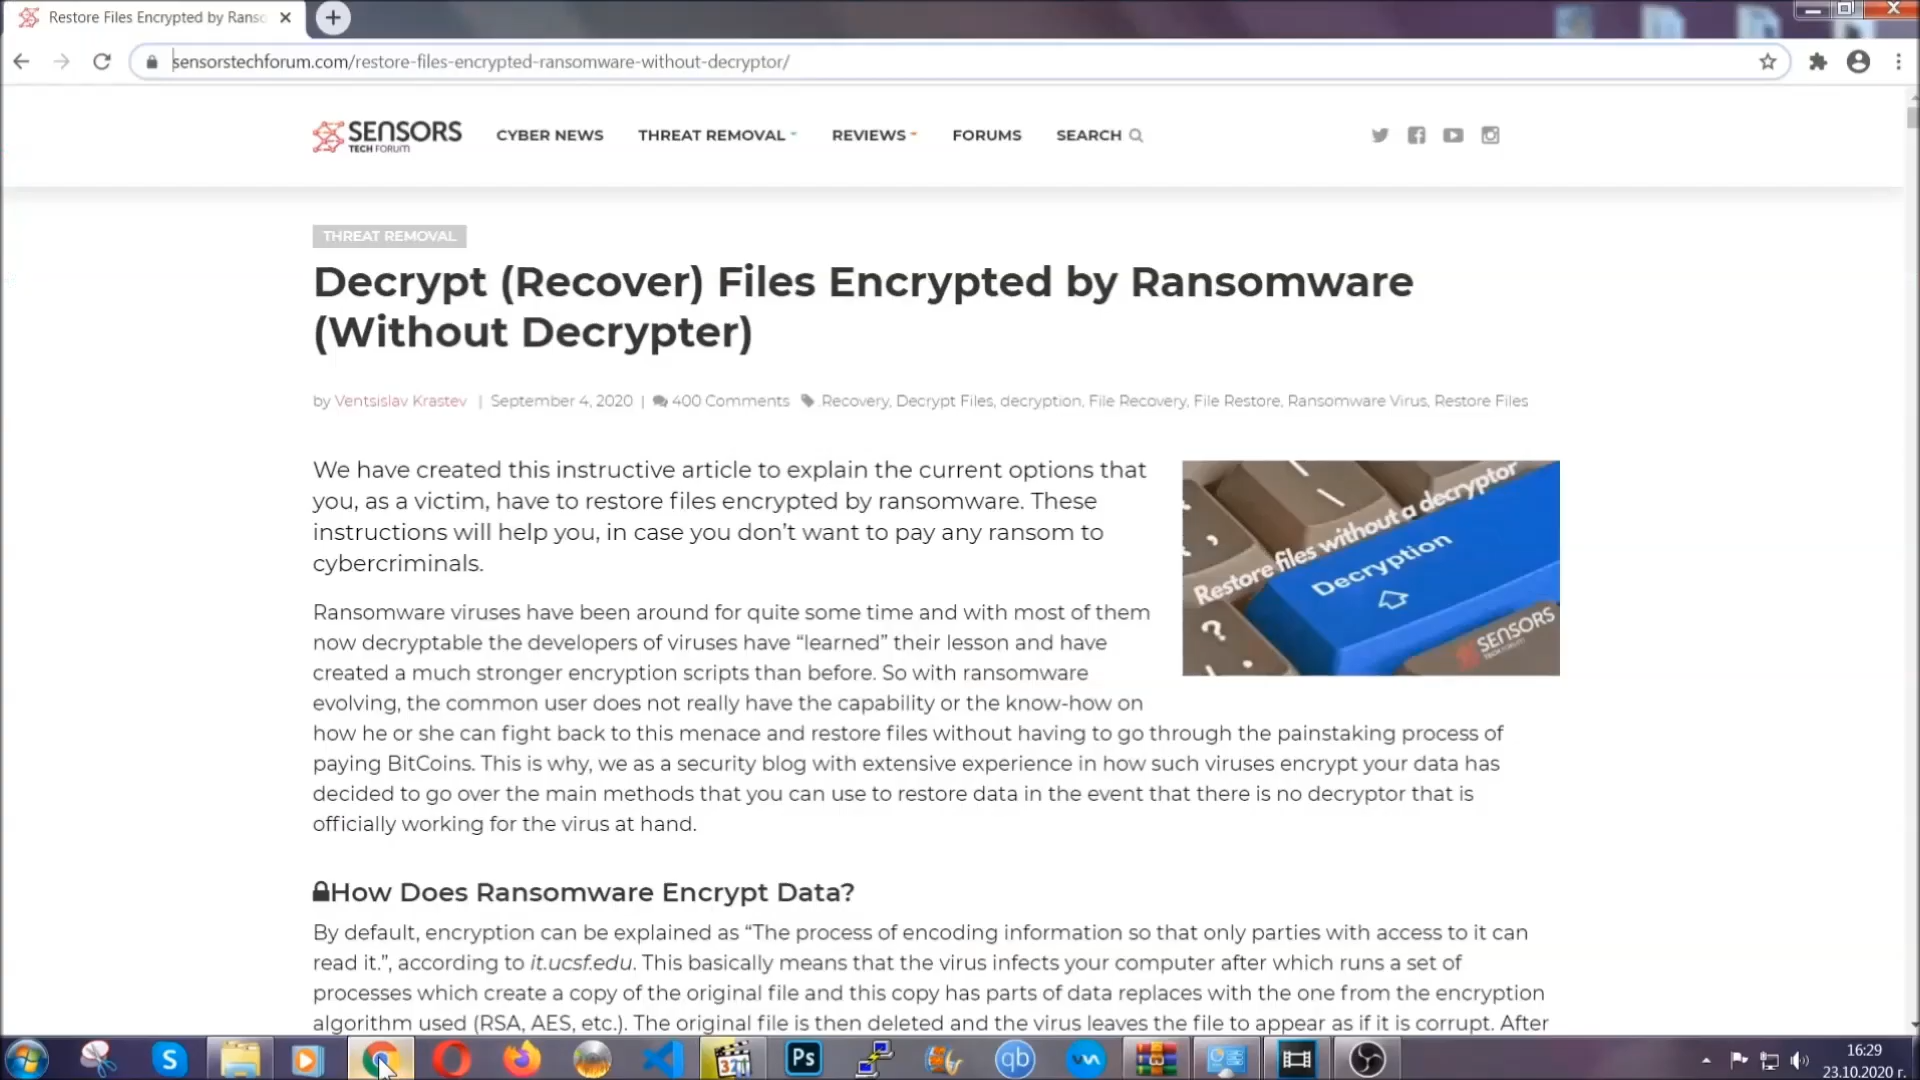 Restore Files Encrypted by Ranso
sensorstechforum.com/restore-files-encrypted-ransomware-without-decryptor/
SENSORS
TECH FORUM
CYBER NEWS
THREAT REMOVAL
REVIEWS
FORUMS
SEARCH
THREAT REMOVAL
Decrypt (Recover) Files Encrypted by Ransomware
(Without Decrypter)
by Ventsislav Krastev | September 4, 2020 | 400 Comments .Recovery, Decrypt Files, decryption, File Recovery, File Restore, Ransomware Virus, Restore Files
We have created this instructive article to explain the current options that
you, as a victim, have to restore files encrypted by ransomware. These
instructions will help you, in case you don’t want to pay any ransom to
cybercriminals.
Restore files without a decryptor
Decryption
SENSORS
TECH FORUM
Ransomware viruses have been around for quite some time and with most of them
now decryptable the developers of viruses have “learned” their lesson and have
created a much stronger encryption scripts than before. So with ransomware
evolving, the common user does not really have the capability or the know-how on
how he or she can fight back to this menace and restore files without having to go through the painstaking process of
paying BitCoins. This is why, we as a security blog with extensive experience in how such viruses encrypt your data has
decided to go over the main methods that you can use to restore data in the event that there is no decryptor that is
officially working for the virus at hand.
How Does Ransomware Encrypt Data?
By default, encryption can be explained as “The process of encoding information so that only parties with access to it can
read it.”, according to it.ucsf.edu. This basically means that the virus infects your computer after which runs a set of
processes which create a copy of the original file and this copy has parts of data replaces with the one from the encryption
algorithm used (RSA, AES, etc.). The original file is then deleted and the virus leaves the file to appear as if it is corrupt. After
S
321
Ps
qb
16:29
23.10.2020 г.